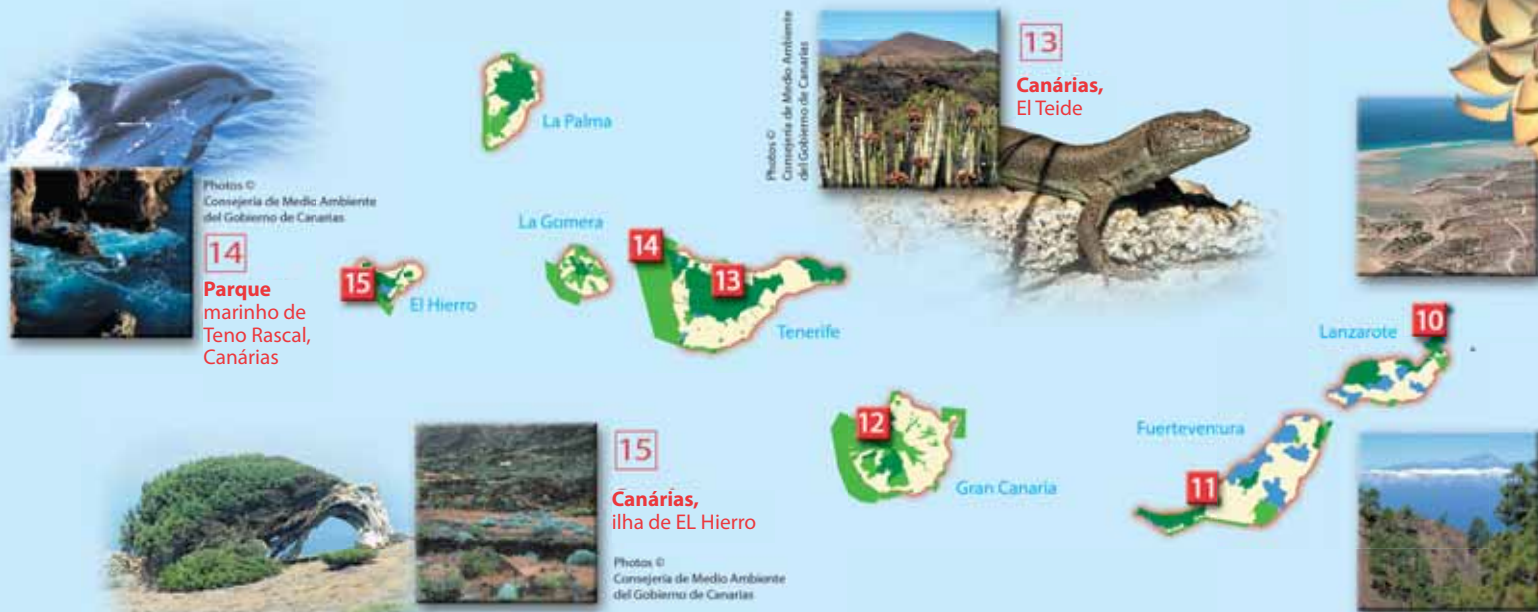 La Palma
Photos ©
Consejería de Medio Ambiente
del Gobierno de Canarias
13
Canárias,
El Teide
Photos ©
Consejería de Medio Ambiente
del Gobierno de Canarias
14
Parque
marinho de
Teno Rascal,
Canárias
15
El Hierro
La Gomera
14
13
Tenerife
Lanzarote
10
12
Gran Canaria
Fuerteventura
11
15
Canárias,
ilha de EL Hierro
Photos ©
Consejería de Medio Ambiente
del Gobierno de Canarias